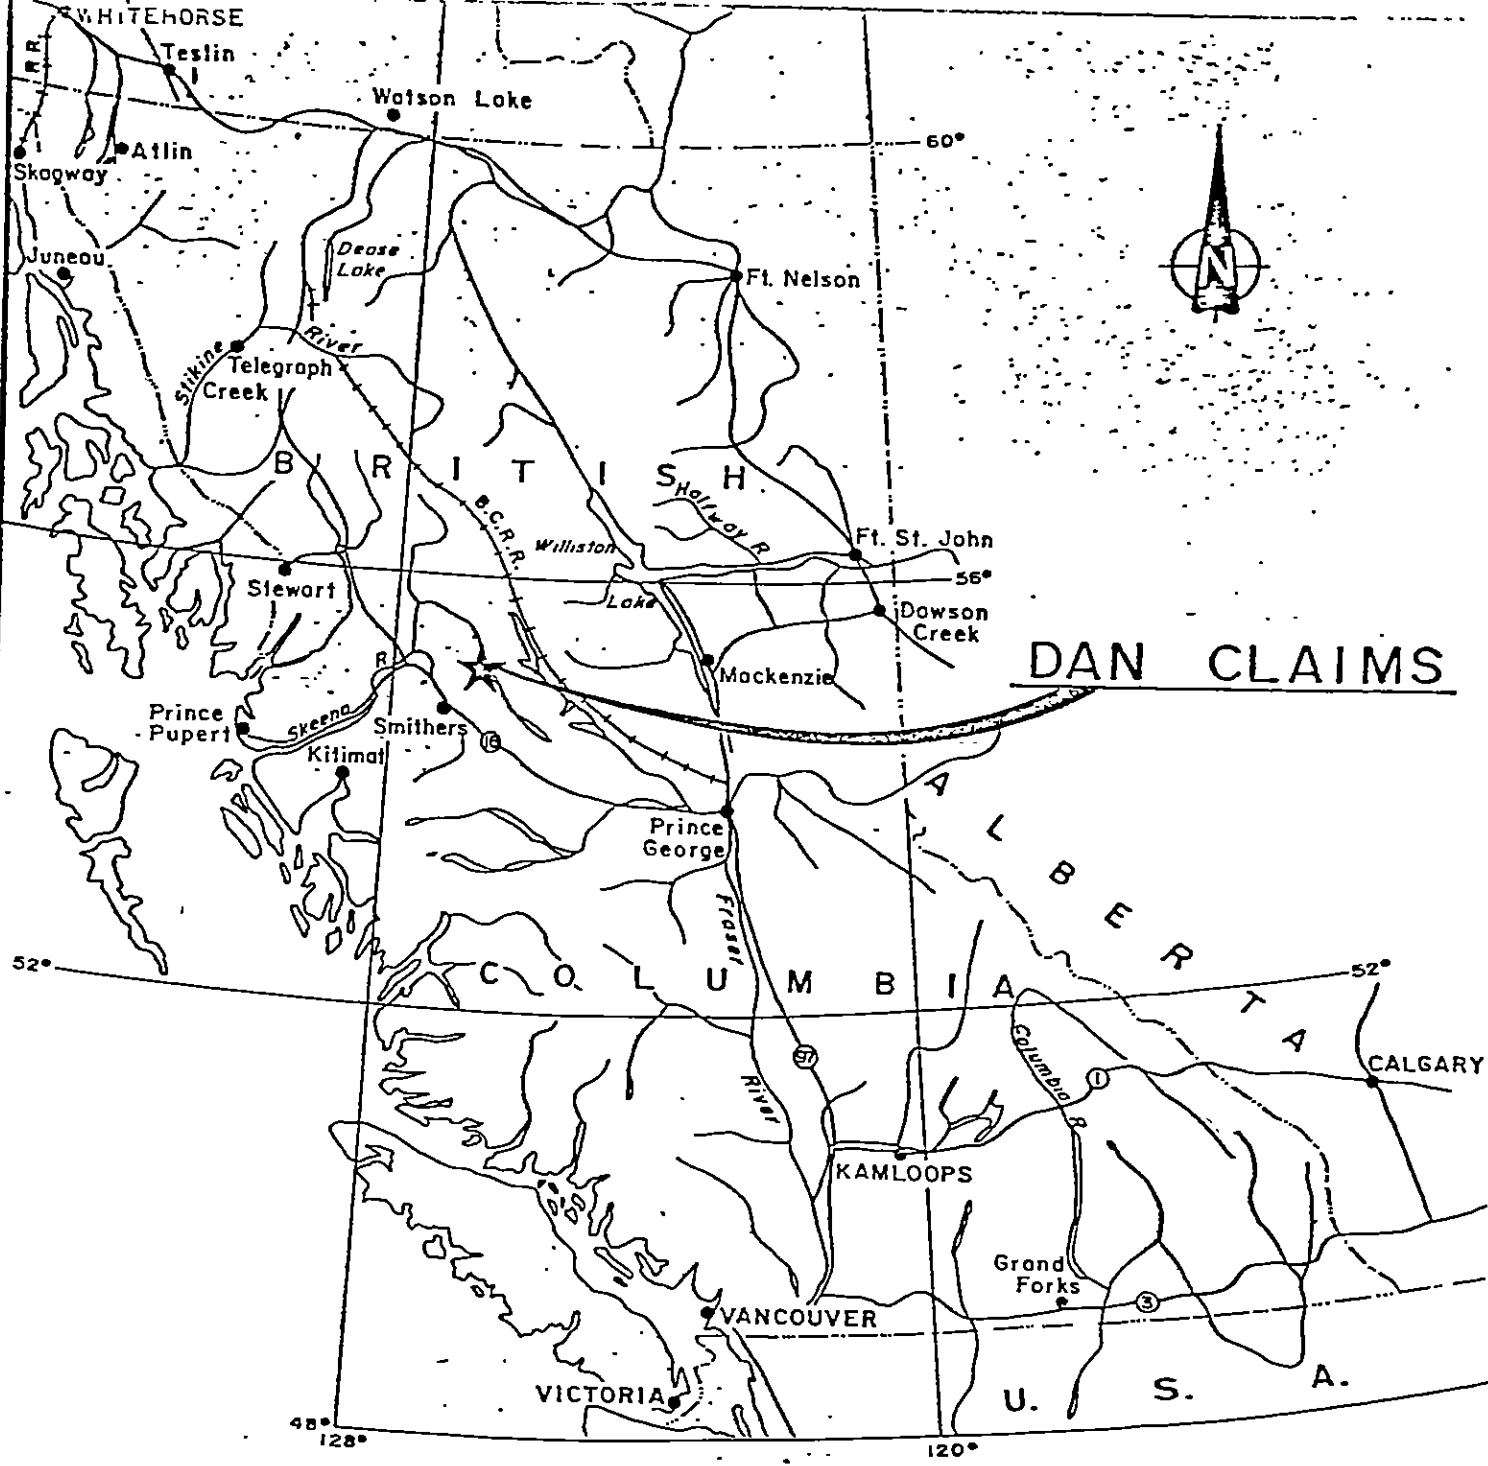 WHITEHORSE
Teslin
R R
Watson Lake
Atlin
60°
Skagway
Dease
Lake
Juneau
N
Ft. Nelson
River
Stikine
Telegraph
Creek
B R I T I S H
Halfway R
B.C.R.R.
Williston
Ft. St. John
56°
Stewart
Lake
Dawson
Creek
DAN CLAIMS
R
Mackenzie
Prince
Pupert
Skeena
Smithers
16
Kitimat
Prince
George
A L B E R T A
Fraser
52°
C O L U M B I A
52°
Columbia R
97
River
1
CALGARY
KAMLOOPS
Grand
Forks
3
VANCOUVER
VICTORIA
U. S. A.
48°
128°
120°